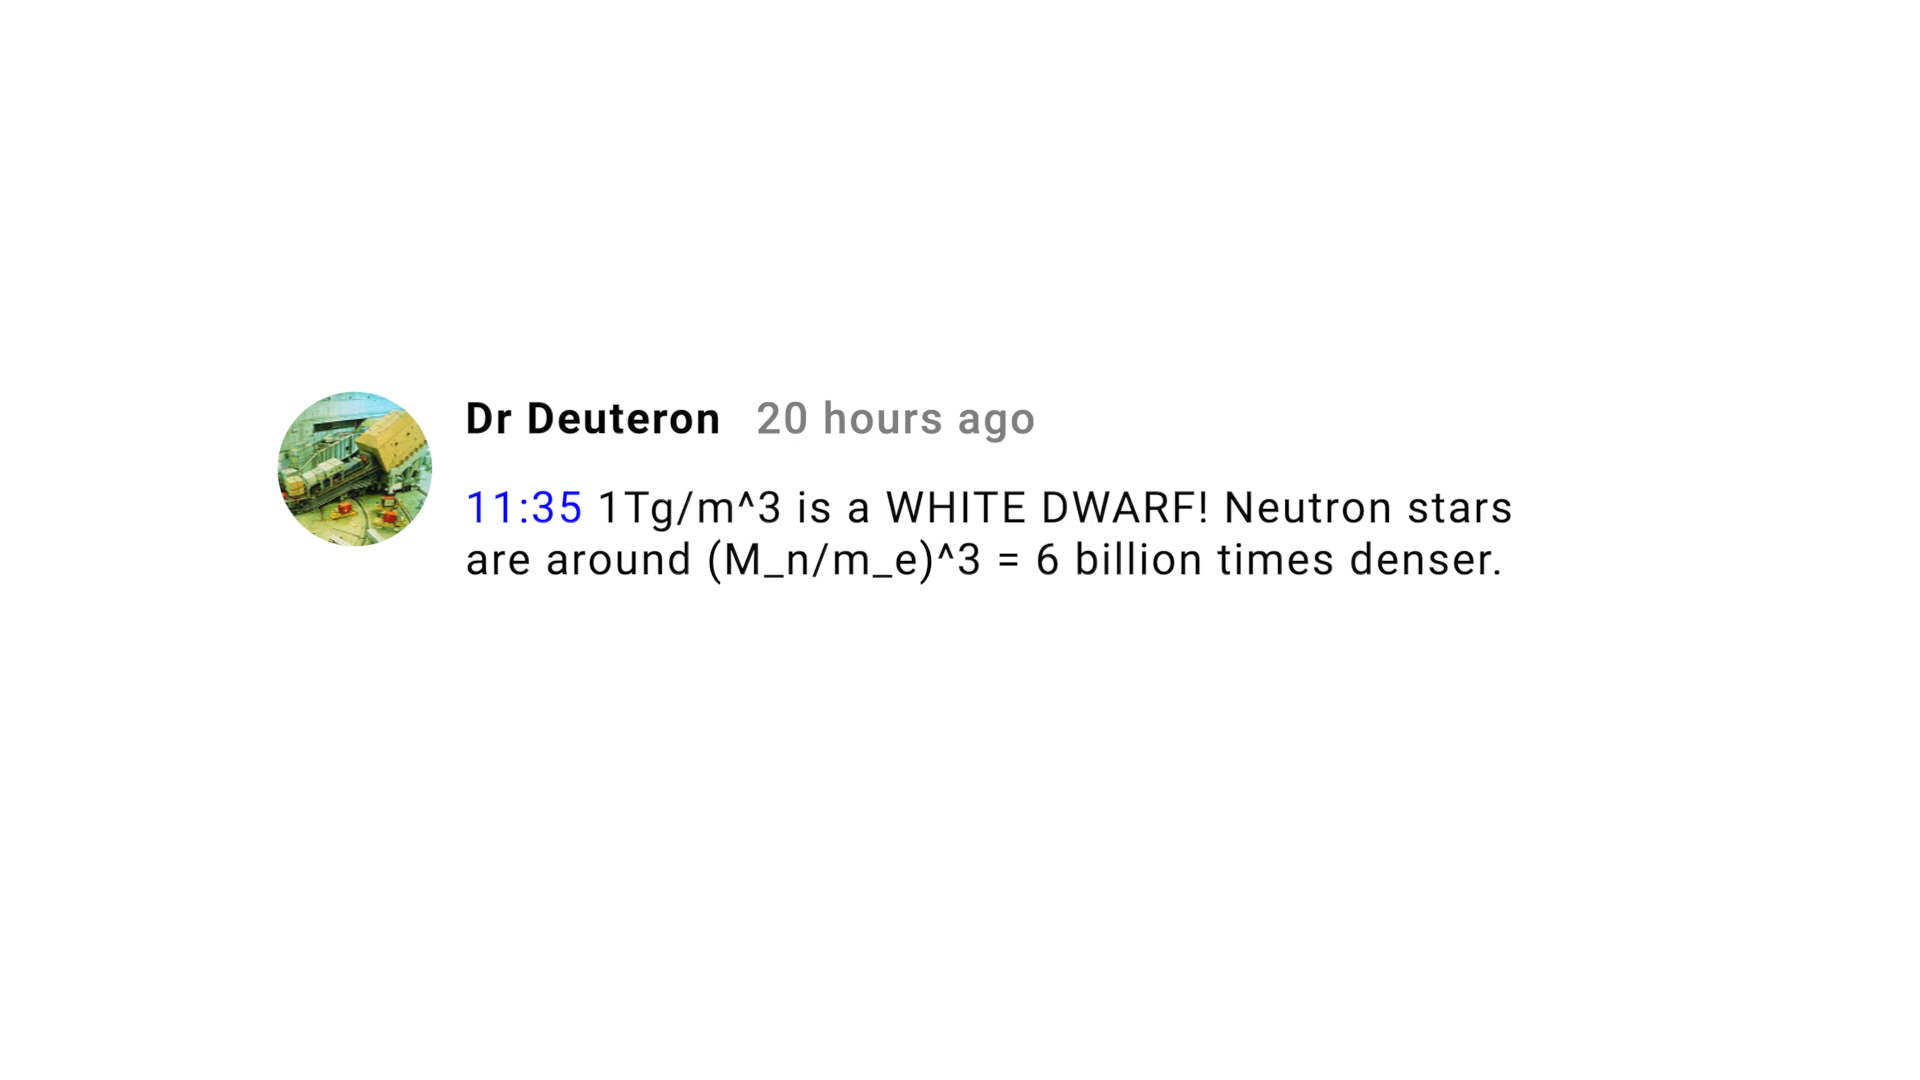 Dr Deuteron 20 hours ago
11:35 1Tg/m^3 is a WHITE DWARF! Neutron stars
are around (M_n/m_e)^3 = 6 billion times denser.